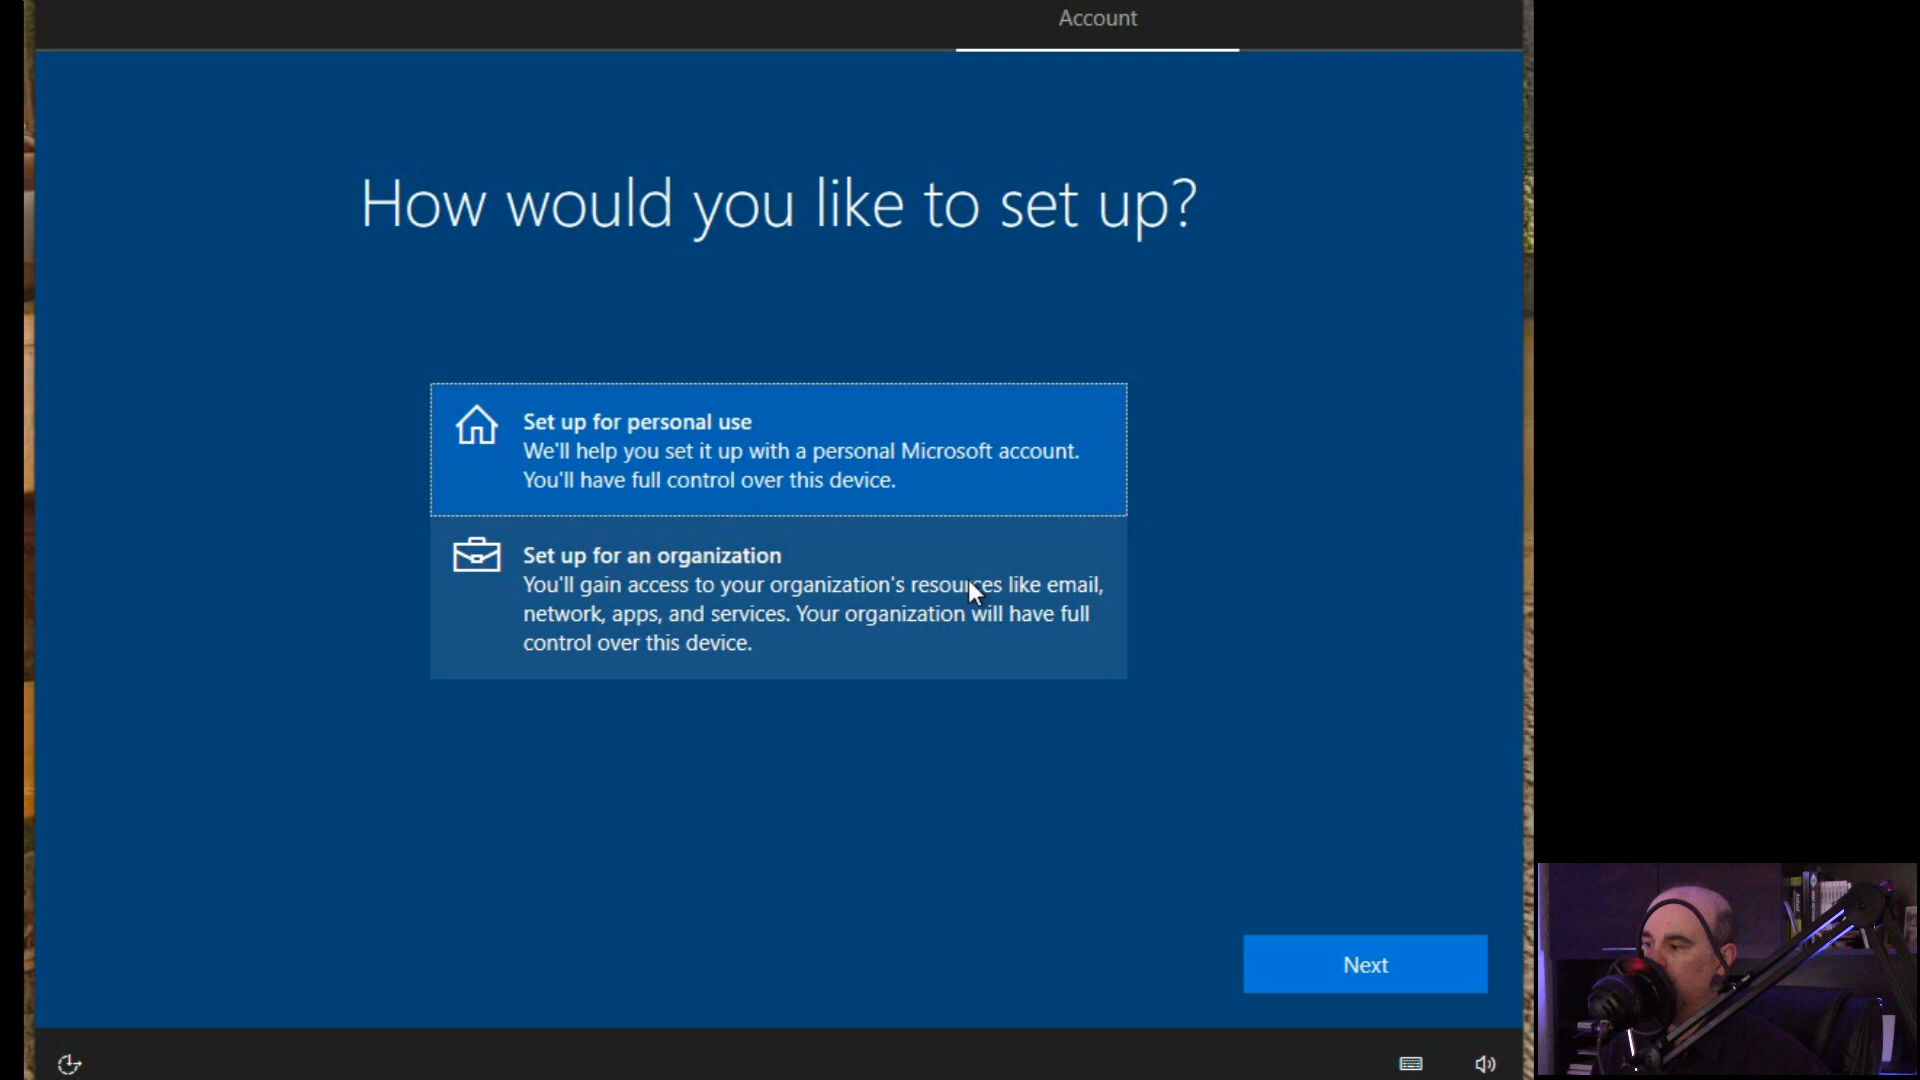 Account
How would you like to set up?
Set up for personal use
We'll help you set it up with a personal Microsoft account.
You'll have full control over this device.
Set up for an organization
You'll gain access to your organization's resources like email,
network, apps, and services. Your organization will have full
control over this device.
Next